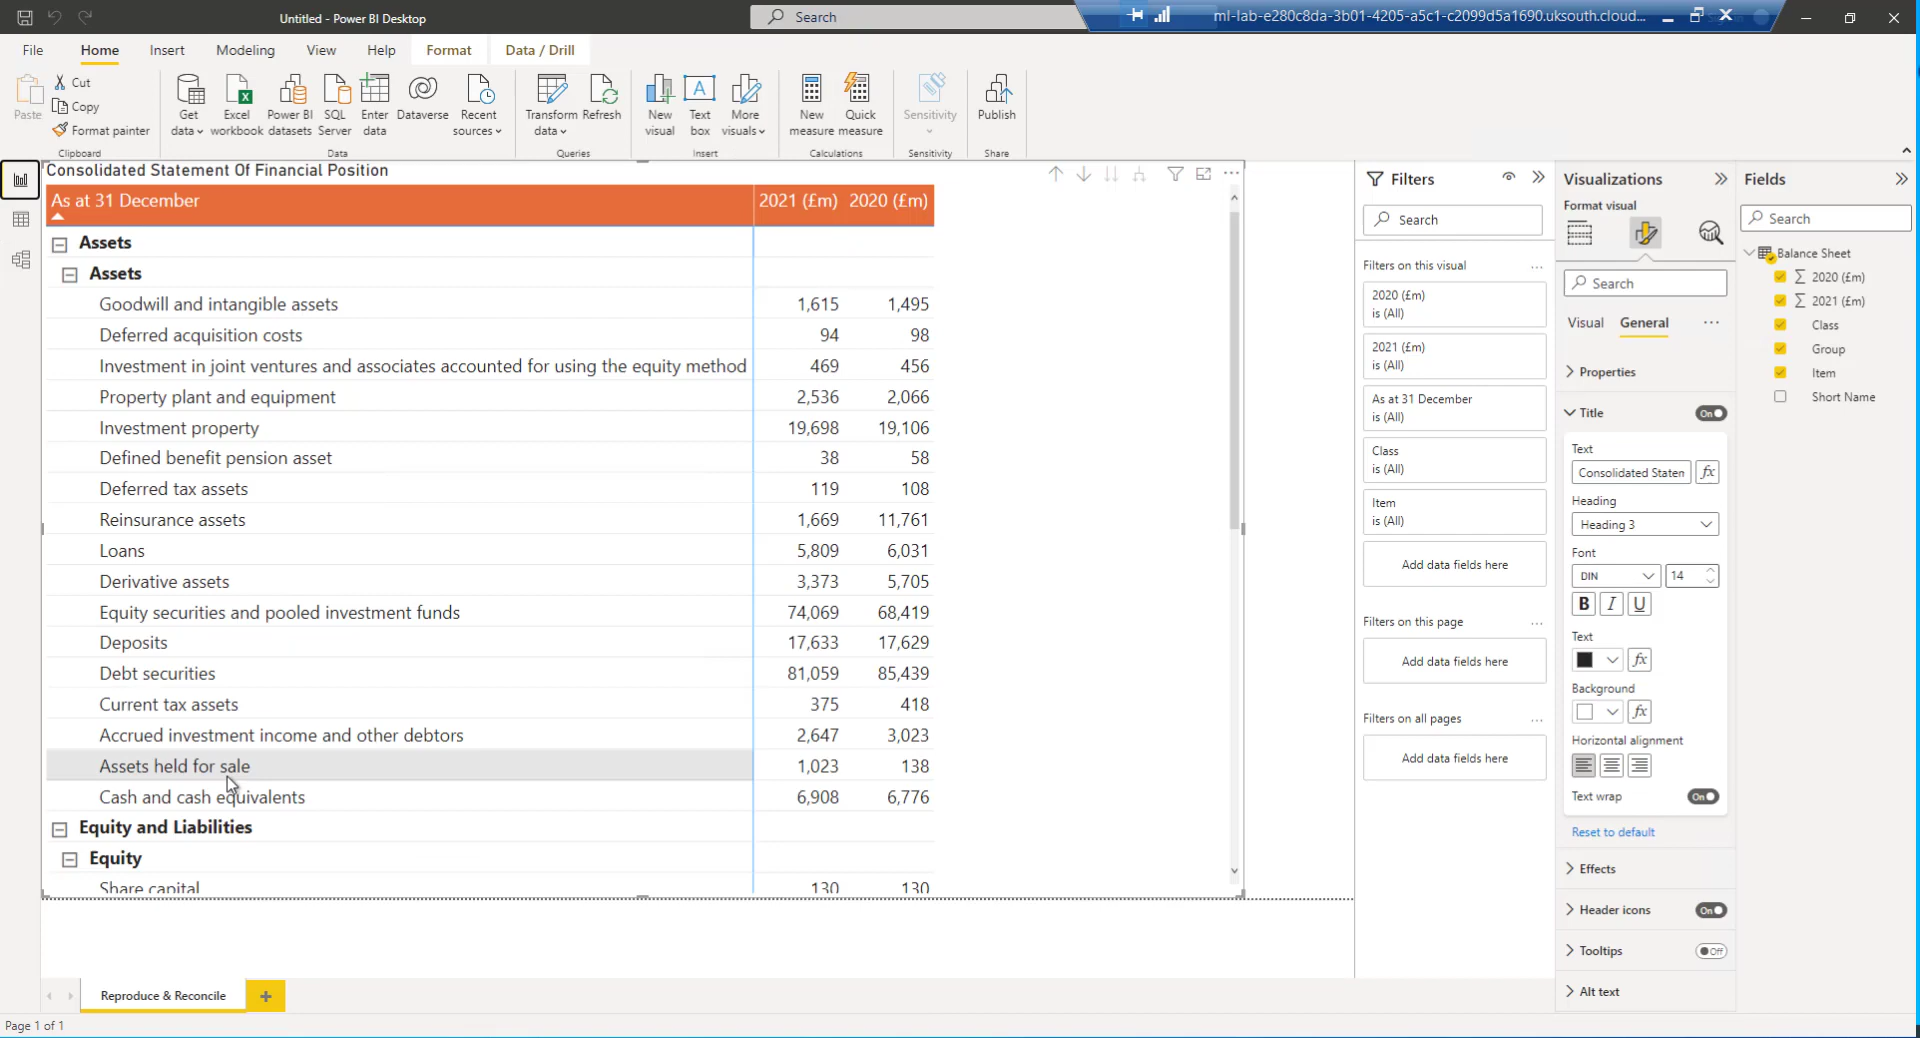 Untitled - Power BI Desktop
Search
ml-lab-e280c8da-3b01-4205-a5c1-c2099d5a1690.uksouth.cloud...
File Home Insert Modeling View Help Format Data / Drill
Paste
Cut
Copy
Format painter
Clipboard
Get data
Excel workbook
Power BI datasets
SQL Server
Enter data
Dataverse
Recent sources
Data
Transform data
Refresh
Queries
New visual
Text box
More visuals
Insert
New measure
Quick measure
Calculations
Sensitivity
Sensitivity
Publish
Share
Consolidated Statement Of Financial Position
As at 31 December 2021 (£m) 2020 (£m)
Assets
Assets
Goodwill and intangible assets 1,615 1,495
Deferred acquisition costs 94 98
Investment in joint ventures and associates accounted for using the equity method 469 456
Property plant and equipment 2,536 2,066
Investment property 19,698 19,106
Defined benefit pension asset 38 58
Deferred tax assets 119 108
Reinsurance assets 1,669 11,761
Loans 5,809 6,031
Derivative assets 3,373 5,705
Equity securities and pooled investment funds 74,069 68,419
Deposits 17,633 17,629
Debt securities 81,059 85,439
Current tax assets 375 418
Accrued investment income and other debtors 2,647 3,023
Assets held for sale 1,023 138
Cash and cash equivalents 6,908 6,776
Equity and Liabilities
Equity
Share capital 130 130
Filters
Search
Filters on this visual ...
2020 (£m)
is (All)
2021 (£m)
is (All)
As at 31 December
is (All)
Class
is (All)
Item
is (All)
Add data fields here
Filters on this page ...
Add data fields here
Filters on all pages ...
Add data fields here
Visualizations
Format visual
Search
Visual General ...
Properties
Title On
Text
Consolidated Statem
fx
Heading
Heading 3
Font
DIN 14
B I U
Text
fx
Background
fx
Horizontal alignment
Text wrap On
Reset to default
Effects
Header icons On
Tooltips Off
Alt text
Fields
Search
Balance Sheet
∑ 2020 (£m)
∑ 2021 (£m)
Class
Group
Item
Short Name
Reproduce & Reconcile
+
Page 1 of 1